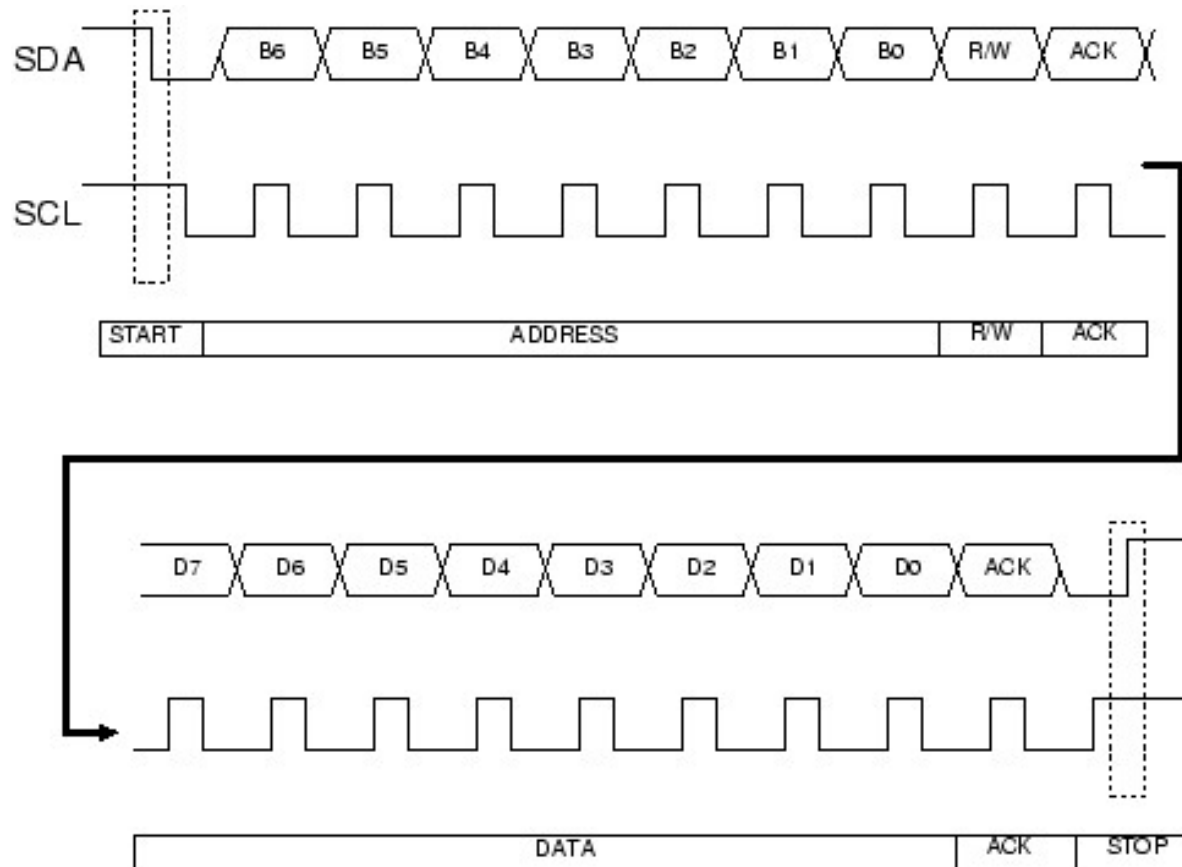 SDA B6 B5 B4 B3 B2 B1 B0 R/W ACK
SCL
START ADDRESS R/W ACK
D7 D6 D5 D4 D3 D2 D1 D0 ACK
DATA ACK STOP